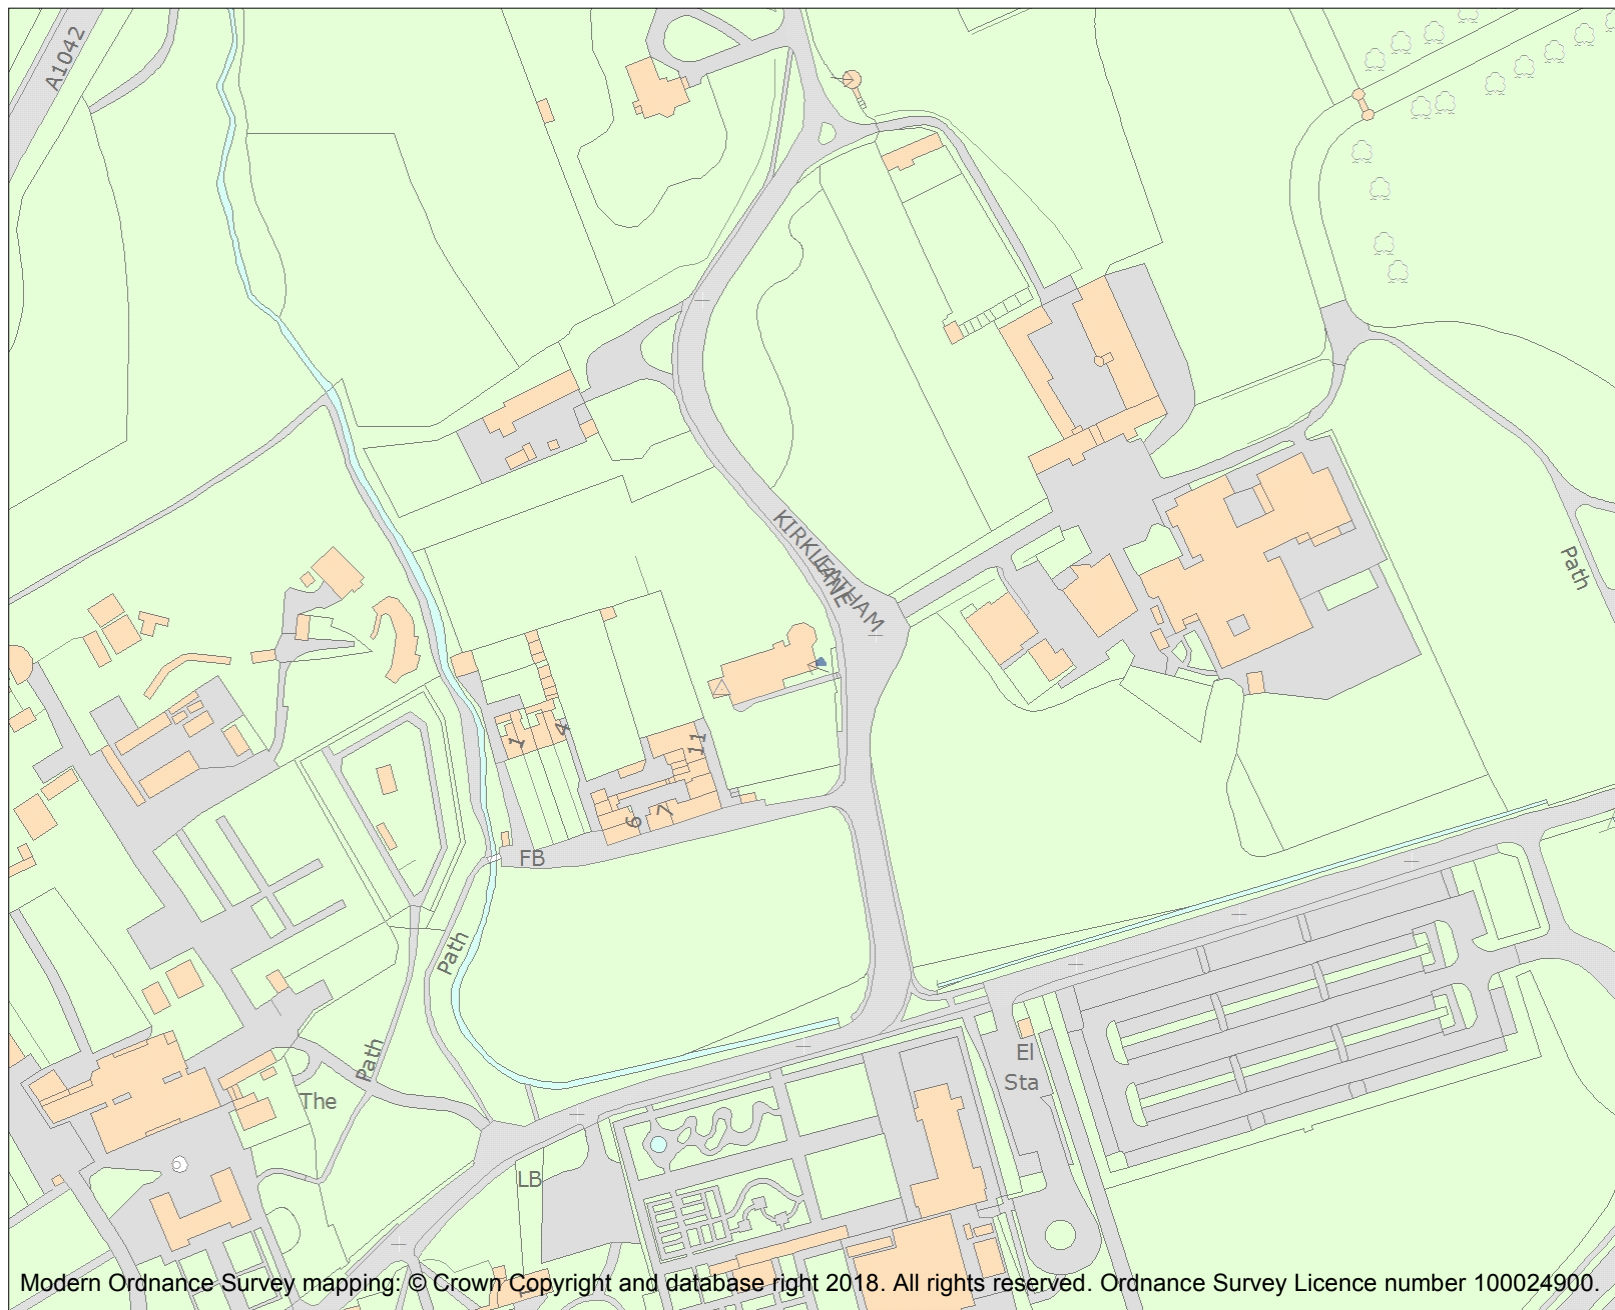 A1042
KIRKLEATHAM
LANE
Path
1
4
11
6
7
FB
Path
Path
El
Sta
The
LB
Modern Ordnance Survey mapping: © Crown Copyright and database right 2018. All rights reserved. Ordnance Survey Licence number 100024900.